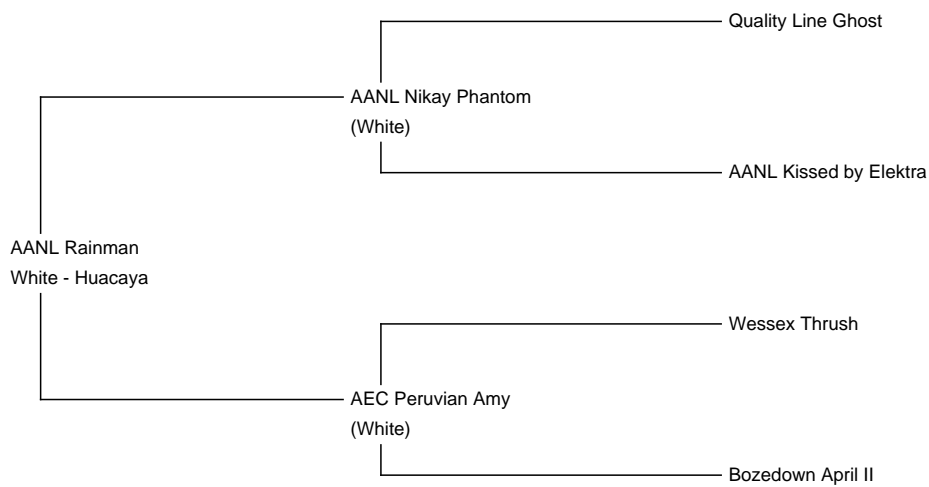 Quality Line Ghost
AANL Nikay Phantom
(White)
AANL Kissed by Elektra
AANL Rainman
White - Huacaya
Wessex Thrush
AEC Peruvian Amy
(White)
Bozedown April II